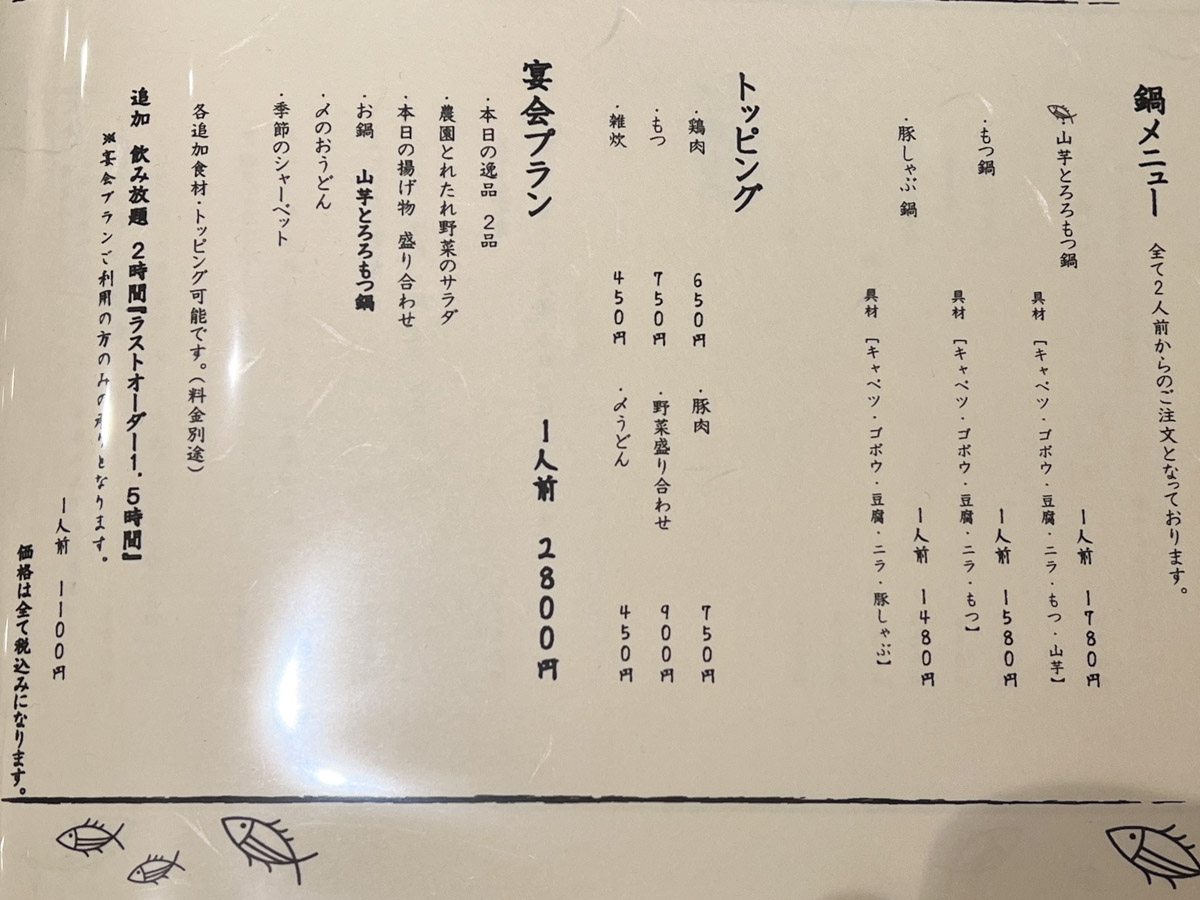 鍋メニュー 全て２人前からのご注文となっております。
山芋とろろもつ鍋 1人前 1780円
具材 [キャベツ・ゴボウ・豆腐・ニラ・もつ・山芋]
・もつ鍋 1人前 1580円
具材 [キャベツ・ゴボウ・豆腐・ニラ・もつ]
・豚しゃぶ鍋 1人前 1480円
具材 [キャベツ・ゴボウ・豆腐・ニラ・豚しゃぶ]
トッピング
・鶏肉 650円 ・豚肉 750円
・もつ 750円 ・野菜盛り合わせ 900円
・雑炊 450円 ・〆うどん 450円
宴会プラン 1人前 2800円
・本日の逸品 ２品
・農園とれたれ野菜のサラダ
・本日の揚げ物 盛り合わせ
・お鍋 山芋とろろもつ鍋
・〆のおうどん
・季節のシャーベット
各追加食材・トッピング可能です。(料金別途)
追加 飲み放題 ２時間『ラストオーダー1.5時間』
※宴会プランご利用の方のみの承りとなります。
1人前 1100円
価格は全て税込みになります。